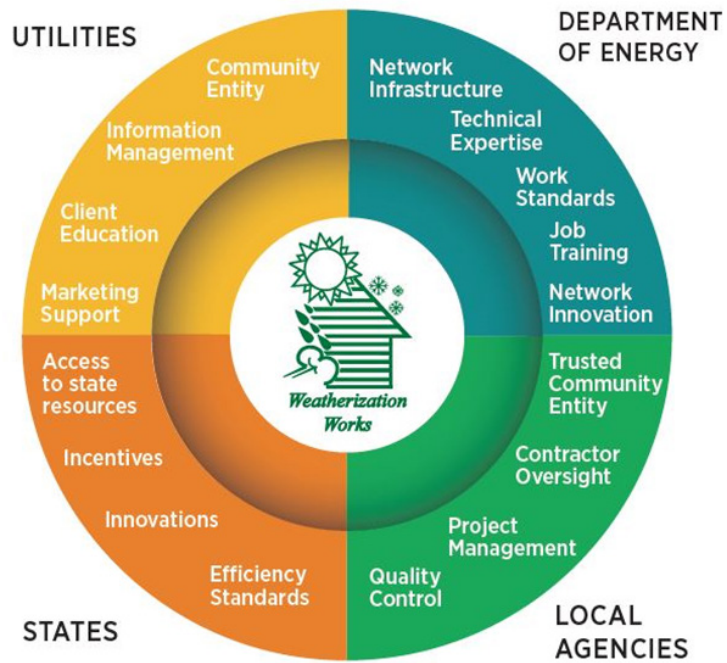 UTILITIES
Community
Entity
Information
Management
Client
Education
Marketing
Support
DEPARTMENT
OF ENERGY
Network
Infrastructure
Technical
Expertise
Work
Standards
Job
Training
Network
Innovation
Weatherization
Works
Access
to state
resources
Incentives
Innovations
Efficiency
Standards
STATES
Trusted
Community
Entity
Contractor
Oversight
Project
Management
Quality
Control
LOCAL
AGENCIES